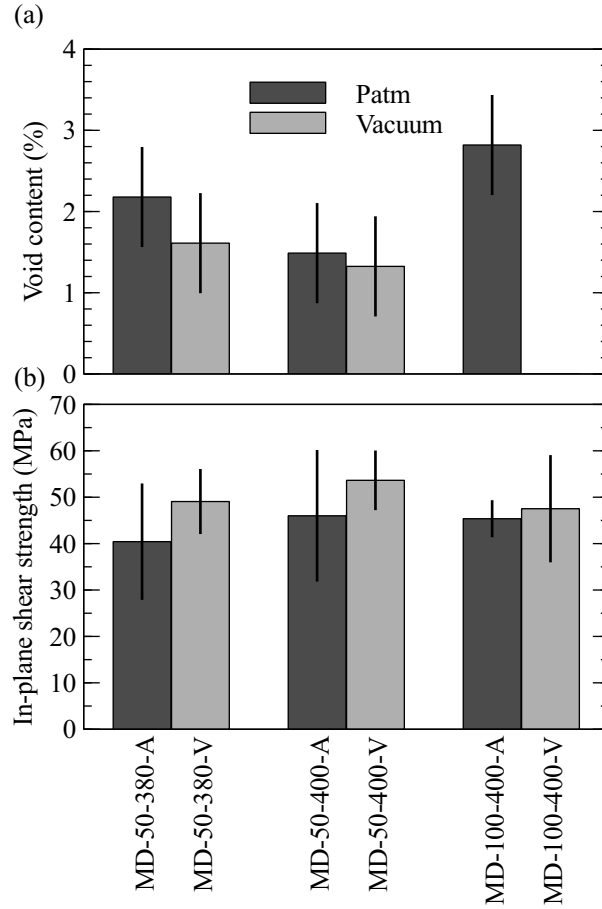 (a)
Void content (%)
4
3
2
1
0
Patm
Vacuum
(b)
In-plane shear strength (MPa)
70
60
50
40
30
20
10
0
MD-50-380-A
MD-50-380-V
MD-50-400-A
MD-50-400-V
MD-100-400-A
MD-100-400-V